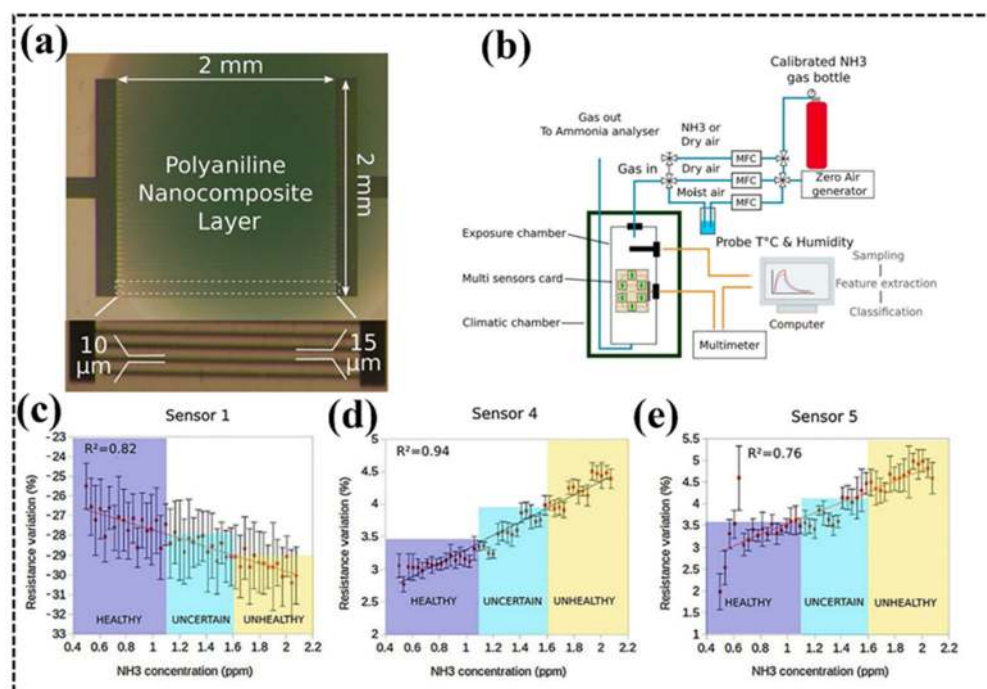 (a)
2 mm
2 mm
Polyaniline
Nanocomposite
Layer
10
μm
15
μm
(b)
Calibrated NH3
gas bottle
Gas out
To Ammonia analyser
NH3 or
Dry air
MFC
Gas in
Dry air
MFC
Moist air
MFC
Zero Air
generator
Exposure chamber
Probe T°C & Humidity
Multi sensors card
Climatic chamber
Multimeter
Computer
Sampling
Feature extraction
Classification
(c)
Sensor 1
R²=0.82
Resistance variation (%)
-23
-25
-26
-27
-28
-29
-30
-31
-32
33
HEALTHY
UNCERTAIN
UNHEALTHY
0.4 0.6 0.8 1 1.2 1.4 1.6 1.8 2 2.2
NH3 concentration (ppm)
(d)
Sensor 4
R²=0.94
Resistance variation (%)
5
4.5
4
3.5
3
2.5
2
HEALTHY
UNCERTAIN
UNHEALTHY
0.4 0.6 0.8 1 1.2 1.4 1.6 1.8 2 2.2
NH3 concentration (ppm)
(e)
Sensor 5
R²=0.76
Resistance variation (%)
5.5
5
4.5
4
3.5
3
2.5
2
1.5
1
HEALTHY
UNCERTAIN
UNHEALTHY
0.4 0.6 0.8 1 1.2 1.4 1.6 1.8 2 2.2
NH3 concentration (ppm)